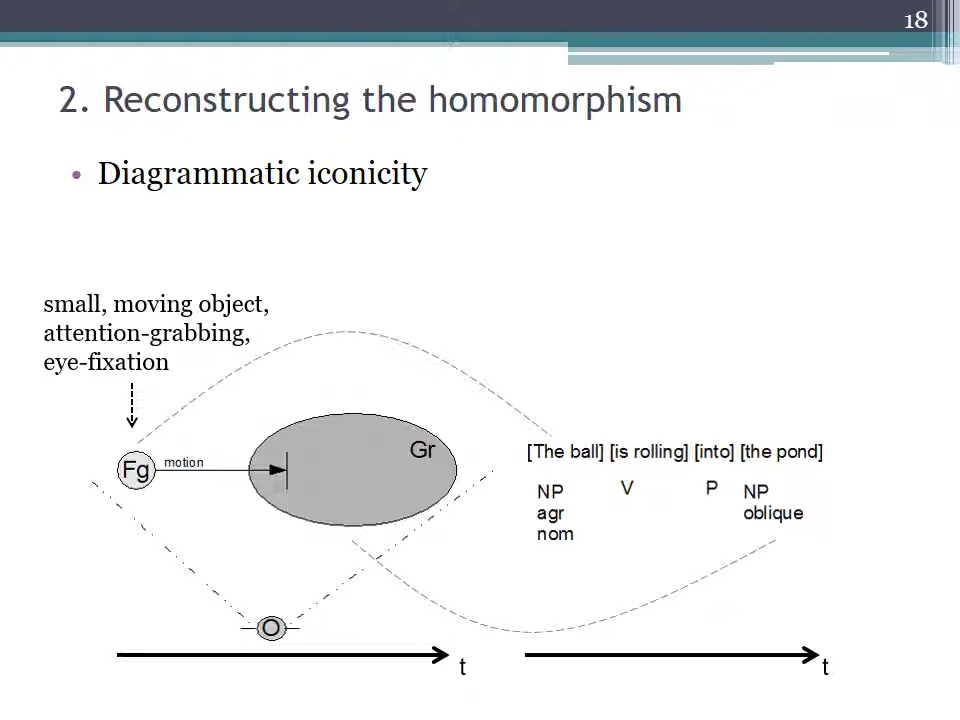 18
2. Reconstructing the homomorphism
• Diagrammatic iconicity
small, moving object,
attention-grabbing,
eye-fixation
Fg
motion
Gr
O
t
[The ball] [is rolling] [into] [the pond]
NP V P NP
agr oblique
nom
t